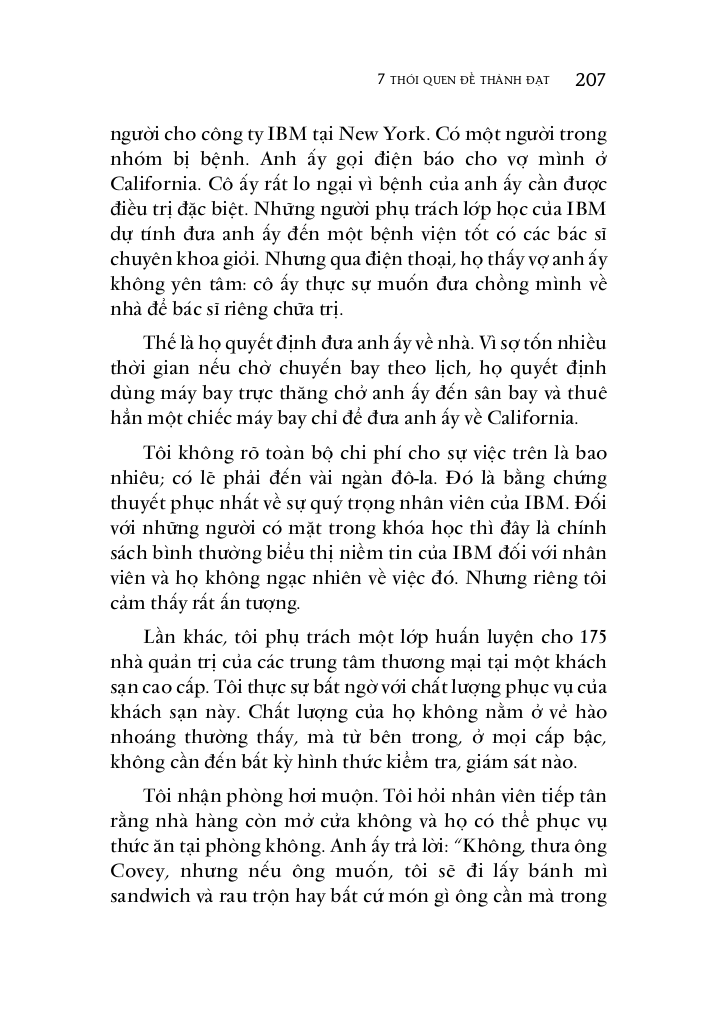 7 THÓI QUEN ĐỂ THÀNH ĐẠT 207
người cho công ty IBM tại New York. Có một người trong
nhóm bị bệnh. Anh ấy gọi điện báo cho vợ mình ở
California. Cô ấy rất lo ngại vì bệnh của anh ấy cần được
điều trị đặc biệt. Những người phụ trách lớp học của IBM
dự tính đưa anh ấy đến một bệnh viện tốt có các bác sĩ
chuyên khoa giỏi. Nhưng qua điện thoại, họ thấy vợ anh ấy
không yên tâm: cô ấy thực sự muốn đưa chồng mình về
nhà để bác sĩ riêng chữa trị.
Thế là họ quyết định đưa anh ấy về nhà. Vì sợ tốn nhiều
thời gian nếu chờ chuyến bay theo lịch, họ quyết định
dùng máy bay trực thăng chở anh ấy đến sân bay và thuê
hẳn một chiếc máy bay chỉ để đưa anh ấy về California.
Tôi không rõ toàn bộ chi phí cho sự việc trên là bao
nhiêu; có lẽ phải đến vài ngàn đô-la. Đó là bằng chứng
thuyết phục nhất về sự quý trọng nhân viên của IBM. Đối
với những người có mặt trong khóa học thì đây là chính
sách bình thường biểu thị niềm tin của IBM đối với nhân
viên và họ không ngạc nhiên về việc đó. Nhưng riêng tôi
cảm thấy rất ấn tượng.
Lần khác, tôi phụ trách một lớp huấn luyện cho 175
nhà quản trị của các trung tâm thương mại tại một khách
sạn cao cấp. Tôi thực sự bất ngờ với chất lượng phục vụ của
khách sạn này. Chất lượng của họ không nằm ở vẻ hào
nhoáng thường thấy, mà từ bên trong, ở mọi cấp bậc,
không cần đến bất kỳ hình thức kiểm tra, giám sát nào.
Tôi nhận phòng hơi muộn. Tôi hỏi nhân viên tiếp tân
rằng nhà hàng còn mở cửa không và họ có thể phục vụ
thức ăn tại phòng không. Anh ấy trả lời: “Không, thưa ông
Covey, nhưng nếu ông muốn, tôi sẽ đi lấy bánh mì
sandwich và rau trộn hay bất cứ món gì ông cần mà trong